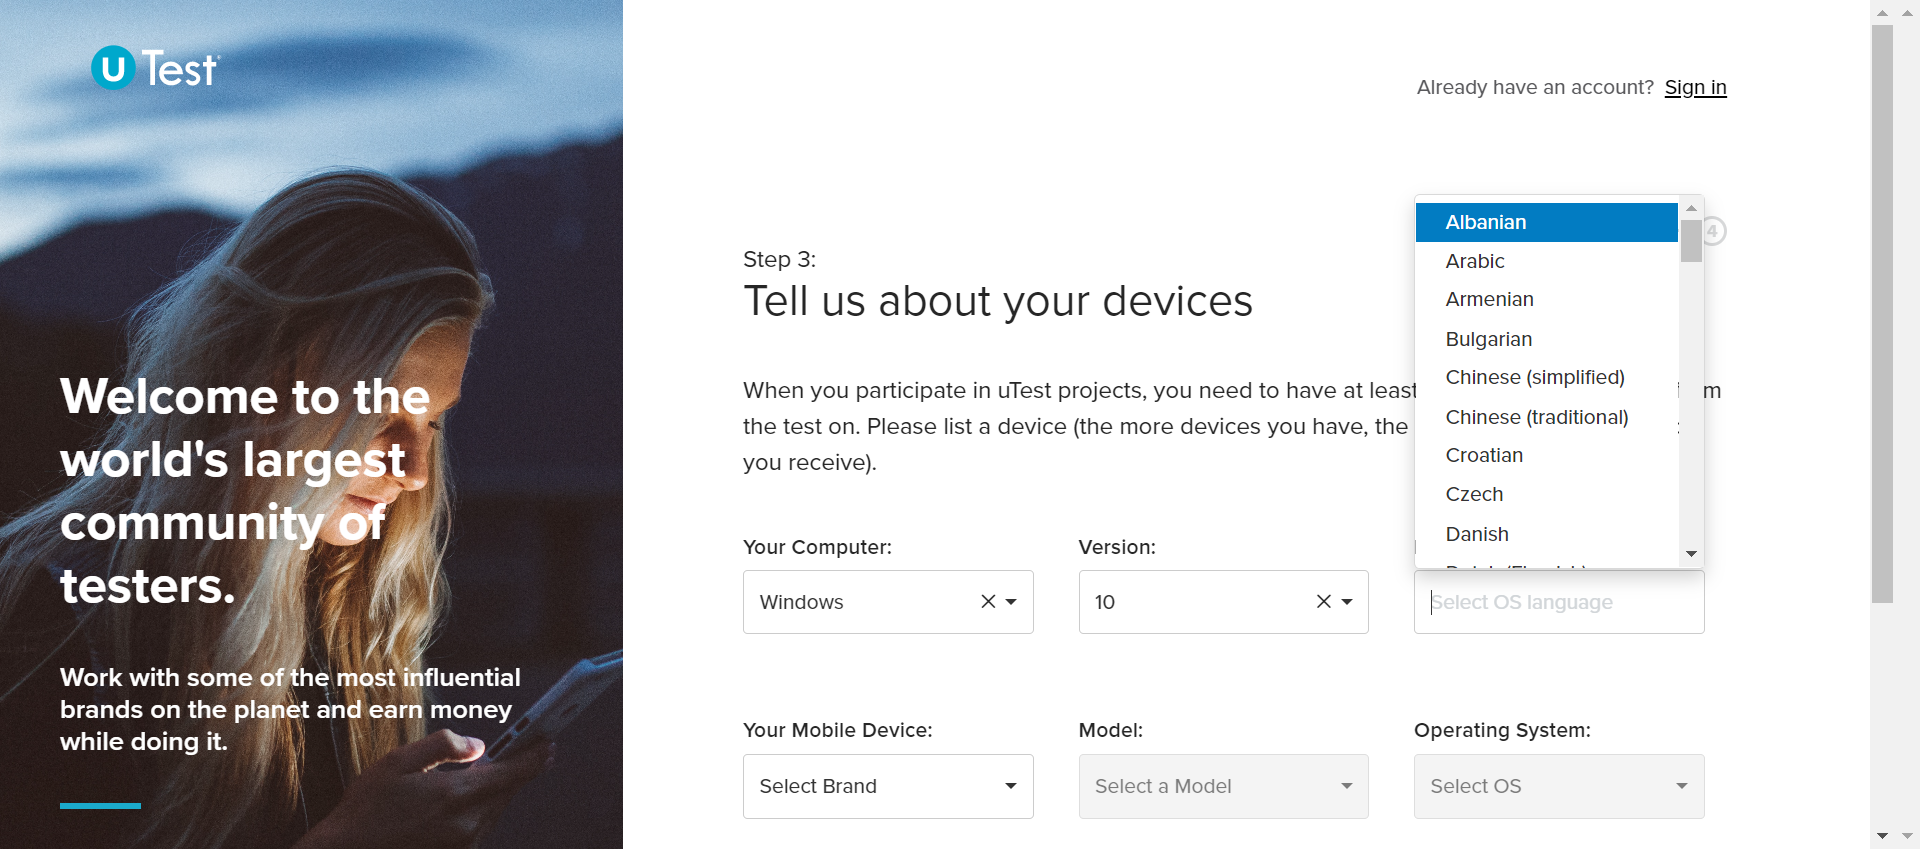 u Test
Already have an account? Sign in
4
Step 3:
Tell us about your devices
When you participate in uTest projects, you need to have at least
m
the test on. Please list a device (the more devices you have, the
you receive).
Albanian
Arabic
Armenian
Bulgarian
Chinese (simplified)
Chinese (traditional)
Croatian
Czech
Danish
Your Computer:
Version:
Windows
10
Select OS language
Your Mobile Device:
Model:
Operating System:
Select Brand
Select a Model
Select OS
Welcome to the
world's largest
community of
testers.
Work with some of the most influential
brands on the planet and earn money
while doing it.